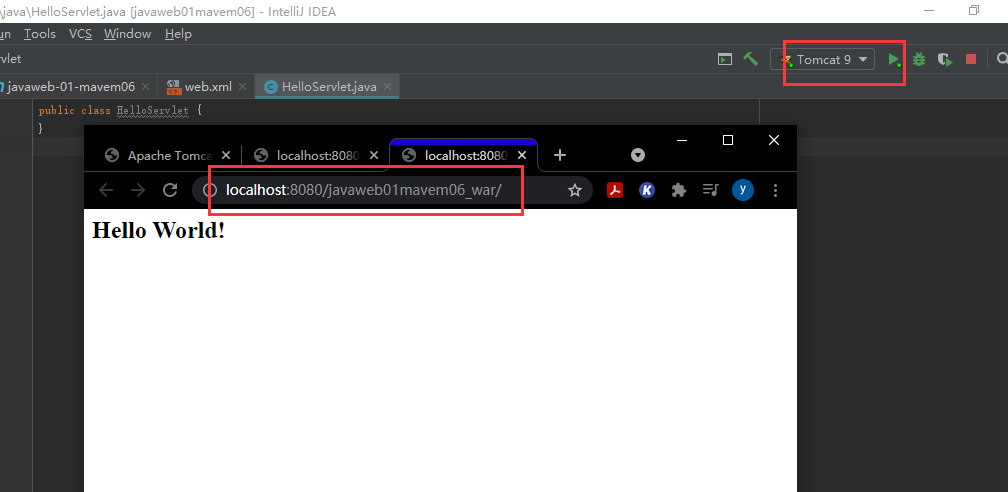 \java\HelloServlet.java [javaweb01mavem06] - IntelliJ IDEA
un Tools VCS Window Help
rvlet
Tomcat 9
javaweb-01-mavem06 web.xml HelloServlet.java
public class HelloServlet {
}
Apache Tomca localhost:8080 localhost:8080
localhost:8080/javaweb01mavem06_war/
K
y
Hello World!